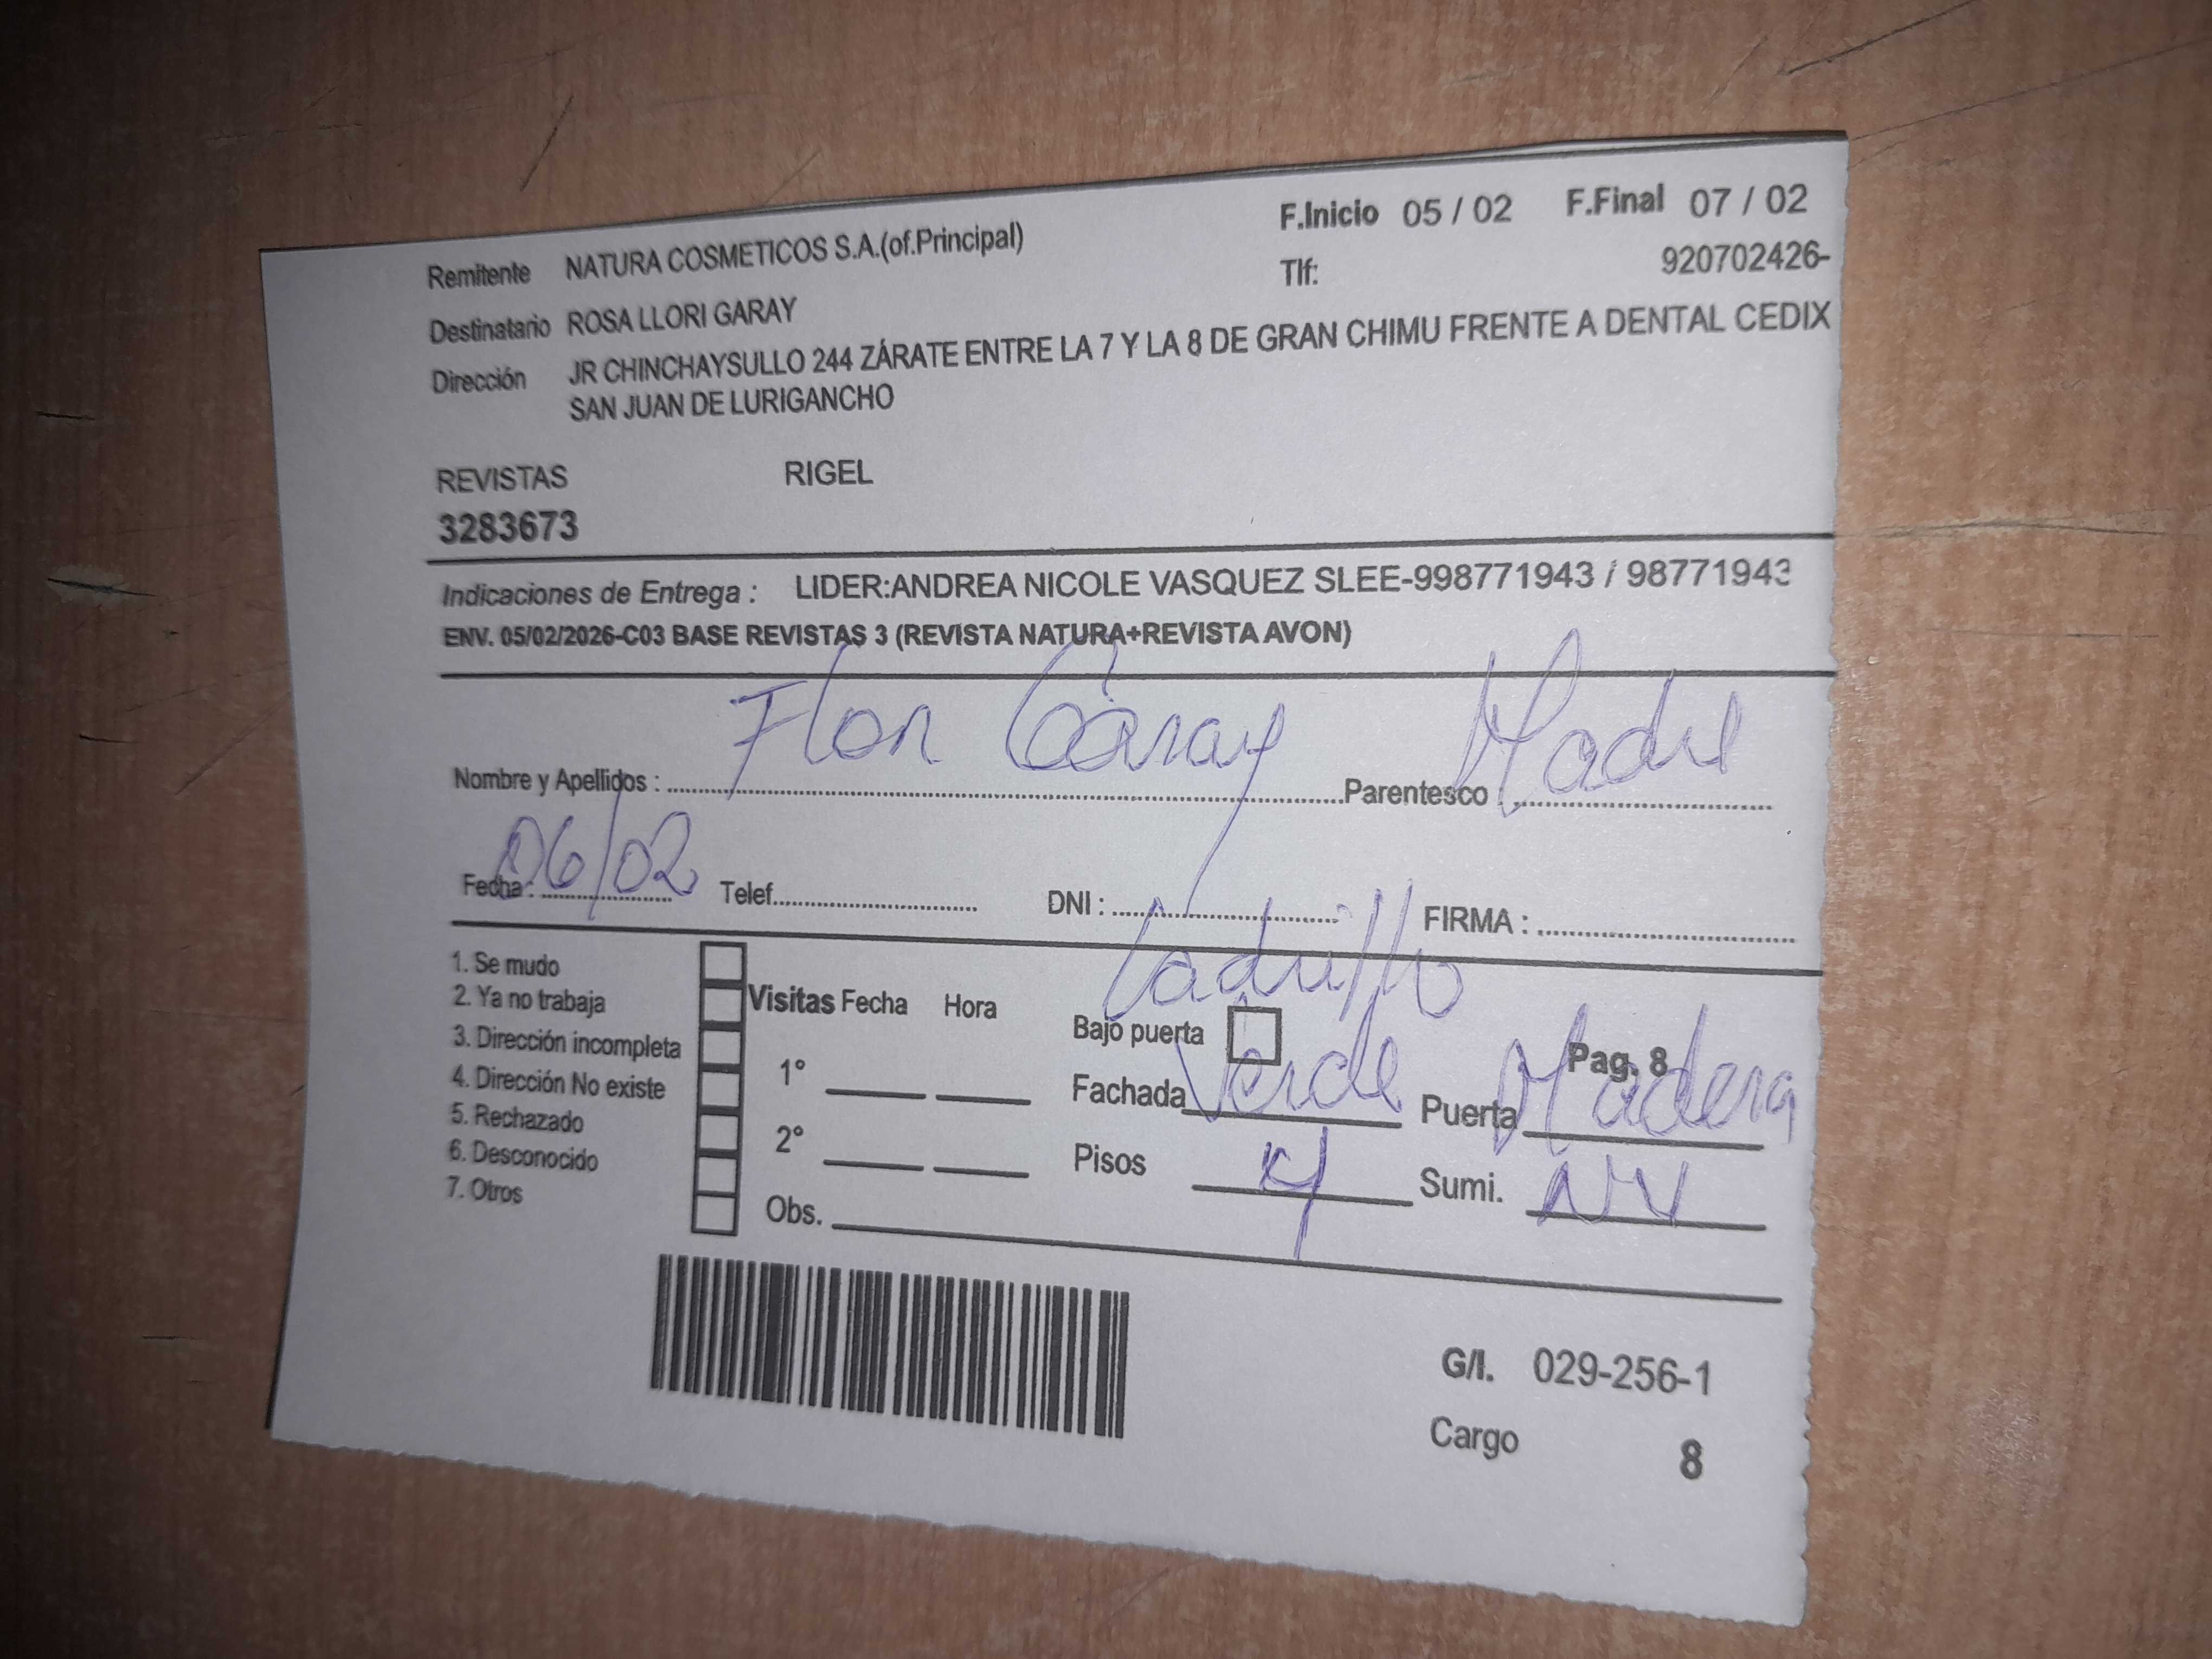 F.Inicio 05 / 02 F.Final 07 / 02
Remitente NATURA COSMETICOS S.A.(of.Principal) Tlf: 920702426-
Destinatario ROSA LLORI GARAY
Dirección JR CHINCHAYSULLO 244 ZÁRATE ENTRE LA 7 Y LA 8 DE GRAN CHIMU FRENTE A DENTAL CEDIX
SAN JUAN DE LURIGANCHO
REVISTAS RIGEL
3283673
Indicaciones de Entrega : LIDER:ANDREA NICOLE VASQUEZ SLEE-998771943 / 98771943
ENV. 05/02/2026-C03 BASE REVISTAS 3 (REVISTA NATURA+REVISTA AVON)
Nombre y Apellidos : Flor Garay Parentesco Madre
Fecha : 06/02 Telef. DNI : FIRMA :
Ladrillo
1. Se mudo
2. Ya no trabaja
3. Dirección incompleta
4. Dirección No existe
5. Rechazado
6. Desconocido
7. Otros
Visitas Fecha Hora
1°
2°
Obs.
Bajo puerta Pag. 8
Fachada Verde Puerta Madera
Pisos 4 Sumi. NV
G/I. 029-256-1
Cargo 8